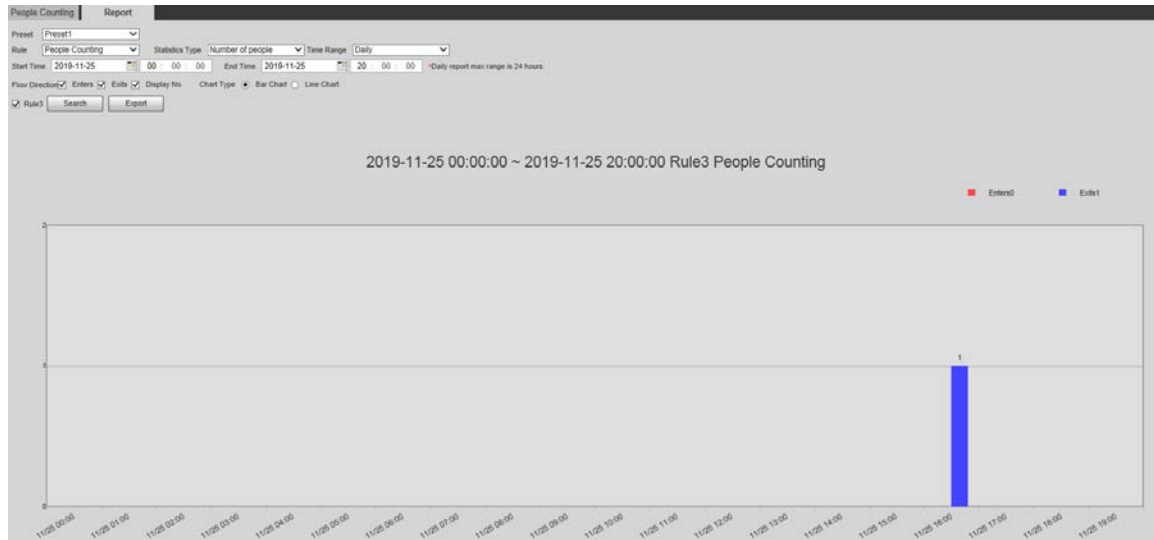 People Counting Report
Preset Preset1
Rule People Counting Statistics Type Number of people Time Range Daily
Start Time 2019-11-25 00 : 00 : 00 End Time 2019-11-25 20 : 00 : 00 *Daily report max range is 24 hours.
Flow Direction Enters Exits Display No. Chart Type Bar Chart Line Chart
Rule3 Search Export
2019-11-25 00:00:00 ~ 2019-11-25 20:00:00 Rule3 People Counting
Enters0 Exits1
2
1
1
0
11/25 00:00 11/25 01:00 11/25 02:00 11/25 03:00 11/25 04:00 11/25 05:00 11/25 06:00 11/25 07:00 11/25 08:00 11/25 09:00 11/25 10:00 11/25 11:00 11/25 12:00 11/25 13:00 11/25 14:00 11/25 15:00 11/25 16:00 11/25 17:00 11/25 18:00 11/25 19:00